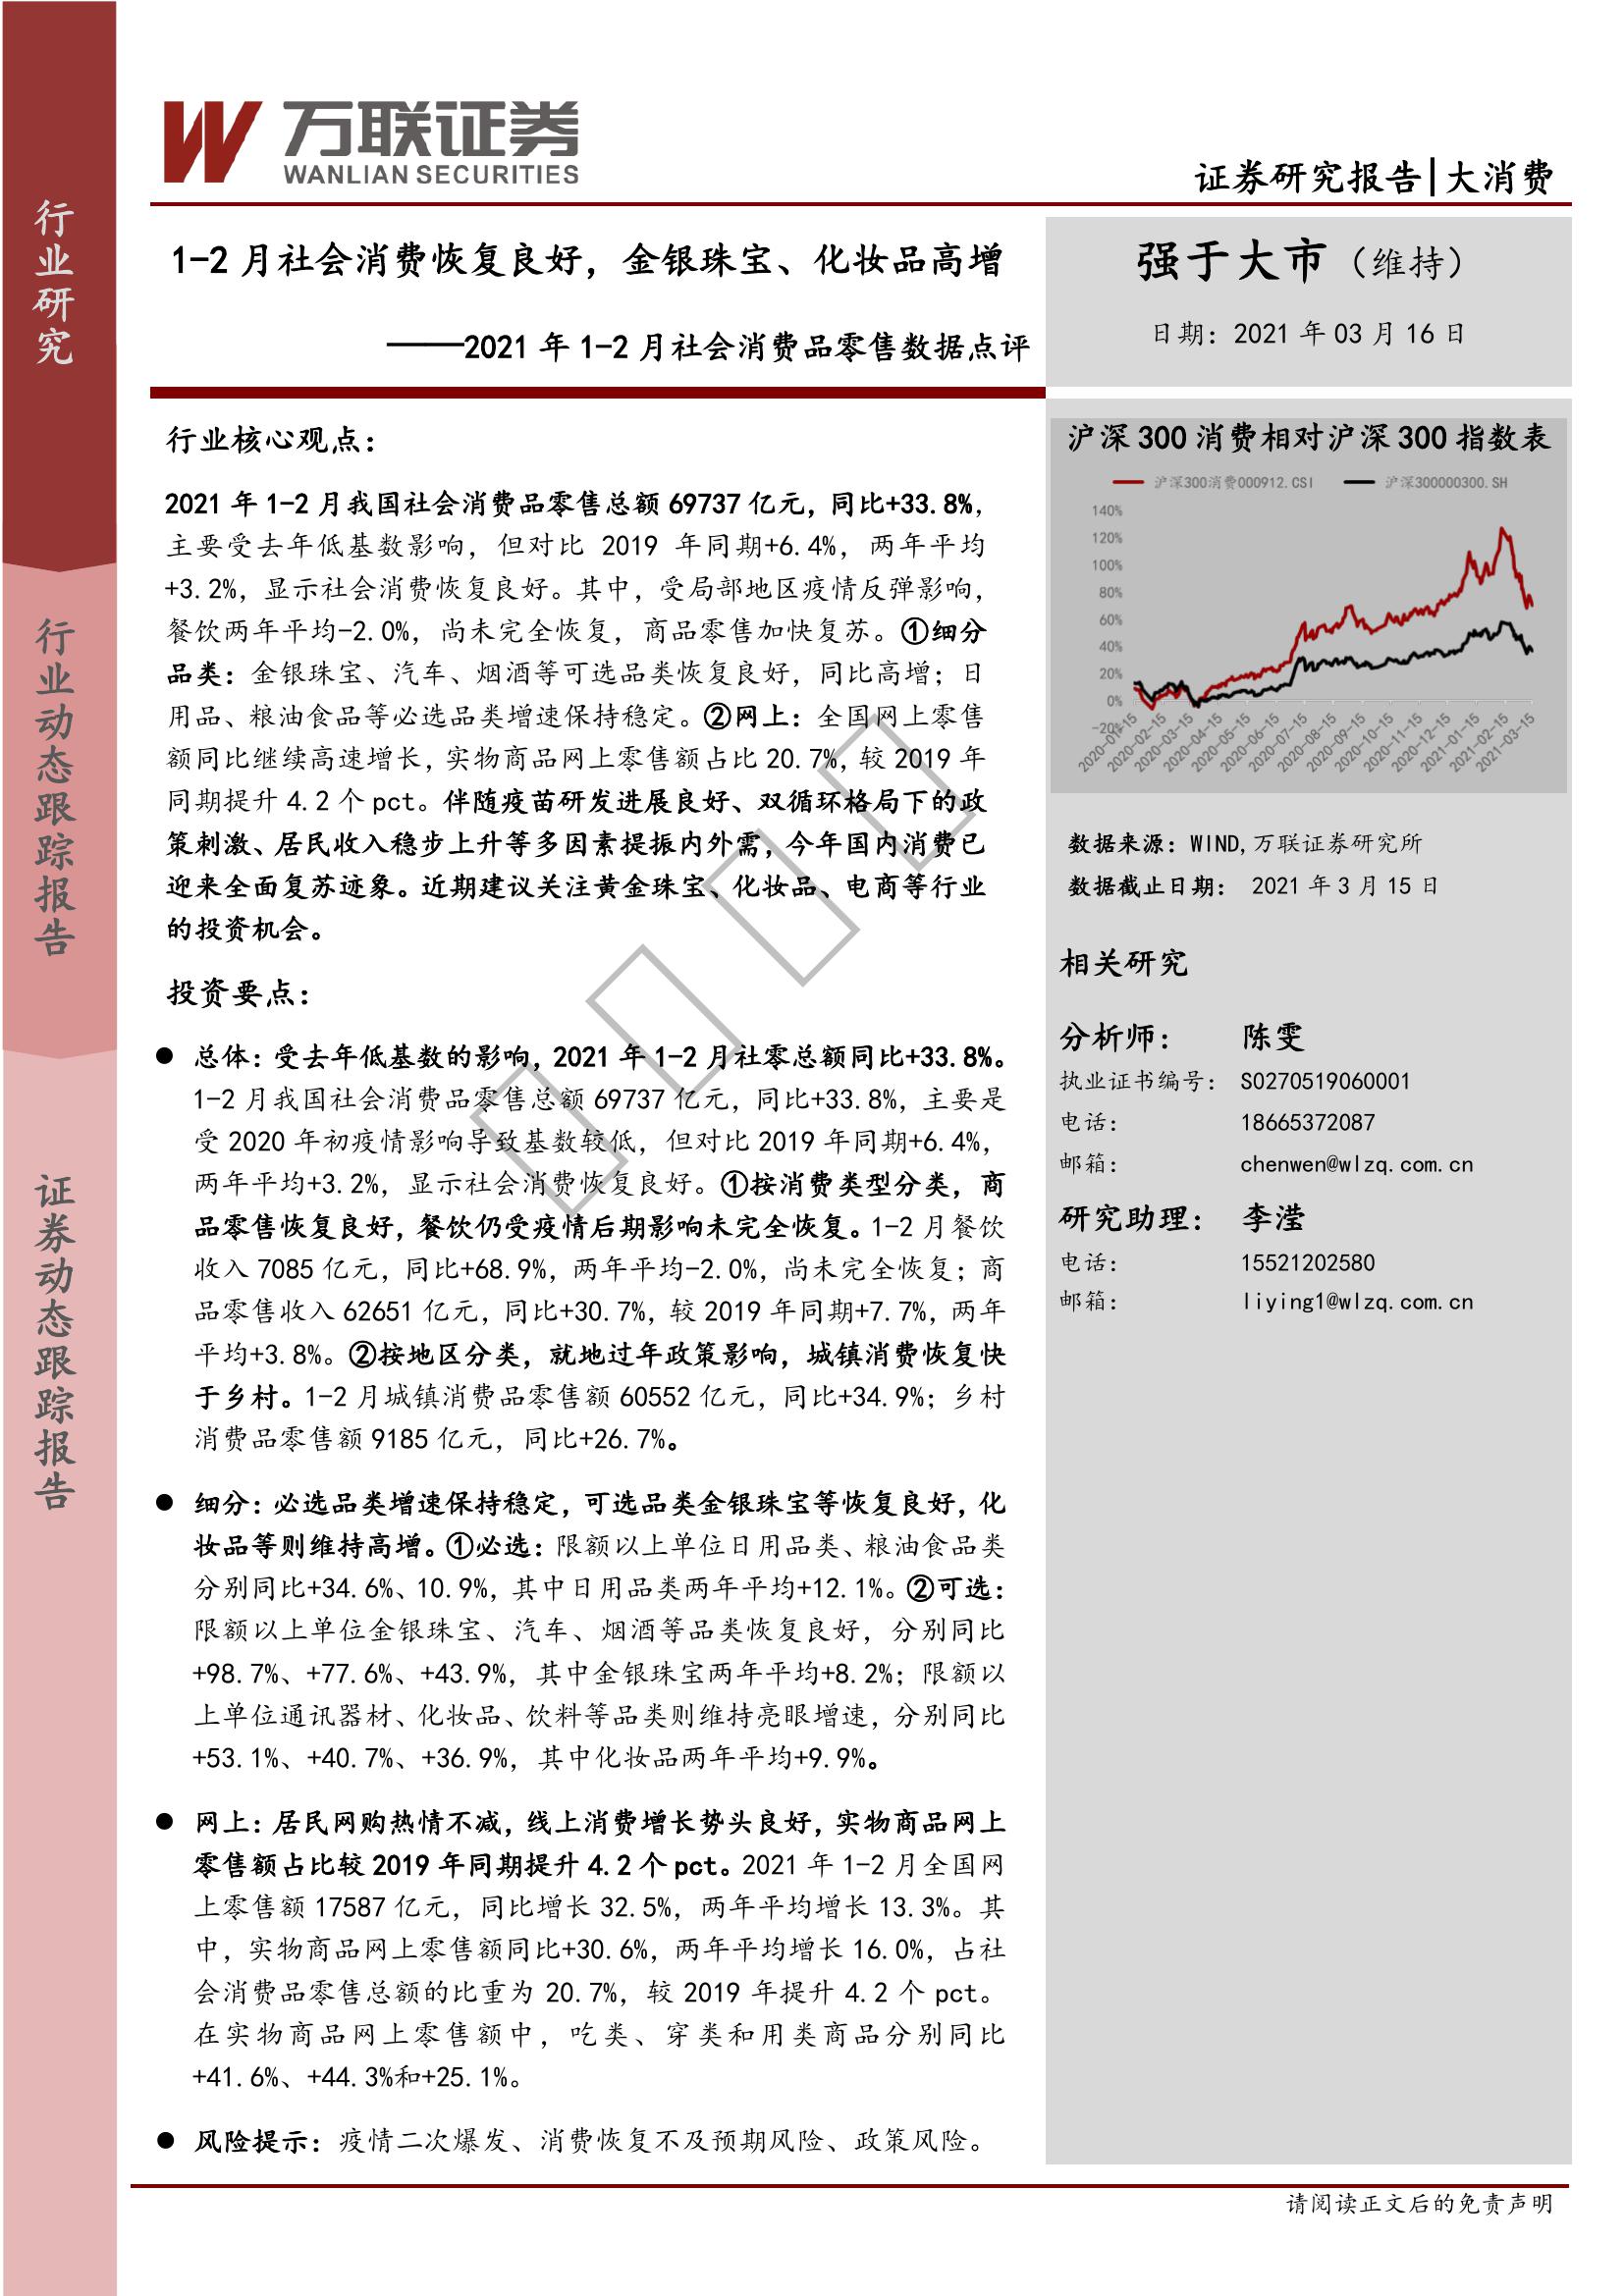 行业研究
行业动态跟踪报告
证券动态跟踪报告
万联证券
WANLIAN SECURITIES
证券研究报告|大消费
1-2 月社会消费恢复良好，金银珠宝、化妆品高增
——2021 年 1-2 月社会消费品零售数据点评
强于大市（维持）
日期：2021 年 03 月 16 日
行业核心观点：
2021 年 1-2 月我国社会消费品零售总额 69737 亿元，同比+33.8%，
主要受去年低基数影响，但对比 2019 年同期+6.4%，两年平均
+3.2%，显示社会消费恢复良好。其中，受局部地区疫情反弹影响，
餐饮两年平均-2.0%，尚未完全恢复，商品零售加快复苏。①细分
品类：金银珠宝、汽车、烟酒等可选品类恢复良好，同比高增；日
用品、粮油食品等必选品类增速保持稳定。②网上：全国网上零售
额同比继续高速增长，实物商品网上零售额占比 20.7%，较 2019 年
同期提升 4.2 个 pct。伴随疫苗研发进展良好、双循环格局下的政
策刺激、居民收入稳步上升等多因素提振内外需，今年国内消费已
迎来全面复苏迹象。近期建议关注黄金珠宝、化妆品、电商等行业
的投资机会。
投资要点：
● 总体：受去年低基数的影响，2021 年 1-2 月社零总额同比+33.8%。
1-2 月我国社会消费品零售总额 69737 亿元，同比+33.8%，主要是
受 2020 年初疫情影响导致基数较低，但对比 2019 年同期+6.4%，
两年平均+3.2%，显示社会消费恢复良好。①按消费类型分类，商
品零售恢复良好，餐饮仍受疫情后期影响未完全恢复。1-2 月餐饮
收入 7085 亿元，同比+68.9%，两年平均-2.0%，尚未完全恢复；商
品零售收入 62651 亿元，同比+30.7%，较 2019 年同期+7.7%，两年
平均+3.8%。②按地区分类，就地过年政策影响，城镇消费恢复快
于乡村。1-2 月城镇消费品零售额 60552 亿元，同比+34.9%；乡村
消费品零售额 9185 亿元，同比+26.7%。
● 细分：必选品类增速保持稳定，可选品类金银珠宝等恢复良好，化
妆品等则维持高增。①必选：限额以上单位日用品类、粮油食品类
分别同比+34.6%、10.9%，其中日用品类两年平均+12.1%。②可选：
限额以上单位金银珠宝、汽车、烟酒等品类恢复良好，分别同比
+98.7%、+77.6%、+43.9%，其中金银珠宝两年平均+8.2%；限额以
上单位通讯器材、化妆品、饮料等品类则维持亮眼增速，分别同比
+53.1%、+40.7%、+36.9%，其中化妆品两年平均+9.9%。
● 网上：居民网购热情不减，线上消费增长势头良好，实物商品网上
零售额占比较 2019 年同期提升 4.2 个 pct。2021 年 1-2 月全国网
上零售额 17587 亿元，同比增长 32.5%，两年平均增长 13.3%。其
中，实物商品网上零售额同比+30.6%，两年平均增长 16.0%，占社
会消费品零售总额的比重为 20.7%，较 2019 年提升 4.2 个 pct。
在实物商品网上零售额中，吃类、穿类和用类商品分别同比
+41.6%、+44.3%和+25.1%。
● 风险提示：疫情二次爆发、消费恢复不及预期风险、政策风险。
沪深 300 消费相对沪深 300 指数表
沪深300消费000912.CSI 沪深300000300.SH
140%
120%
100%
80%
60%
40%
20%
0%
-20%
2020-01-15
2020-02-15
2020-03-15
2020-04-15
2020-05-15
2020-06-15
2020-07-15
2020-08-15
2020-09-15
2020-10-15
2020-11-15
2020-12-15
2021-01-15
2021-02-15
2021-03-15
数据来源：WIND,万联证券研究所
数据截止日期： 2021 年 3 月 15 日
相关研究
分析师： 陈雯
执业证书编号： S0270519060001
电话： 18665372087
邮箱： chenwen@wlzq.com.cn
研究助理： 李滢
电话： 15521202580
邮箱： liying1@wlzq.com.cn
请阅读正文后的免责声明